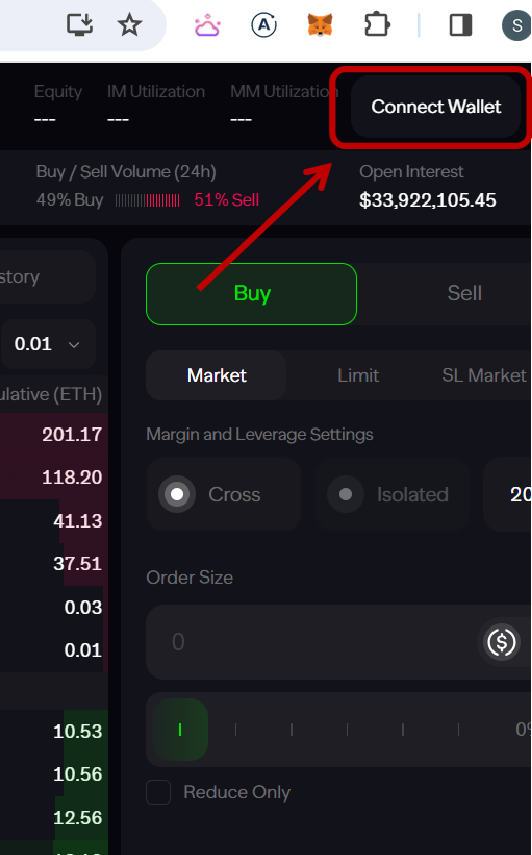 S
Equity IM Utilization MM Utilization
--- --- ---
Connect Wallet
Buy / Sell Volume (24h)
49% Buy 51% Sell
Open Interest
$33,922,105.45
story
0.01
ulative (ETH)
201.17
118.20
41.13
37.51
0.03
0.01
10.53
10.56
12.56
Buy Sell
Market Limit SL Market
Margin and Leverage Settings
Cross Isolated 20
Order Size
0
0%
Reduce Only